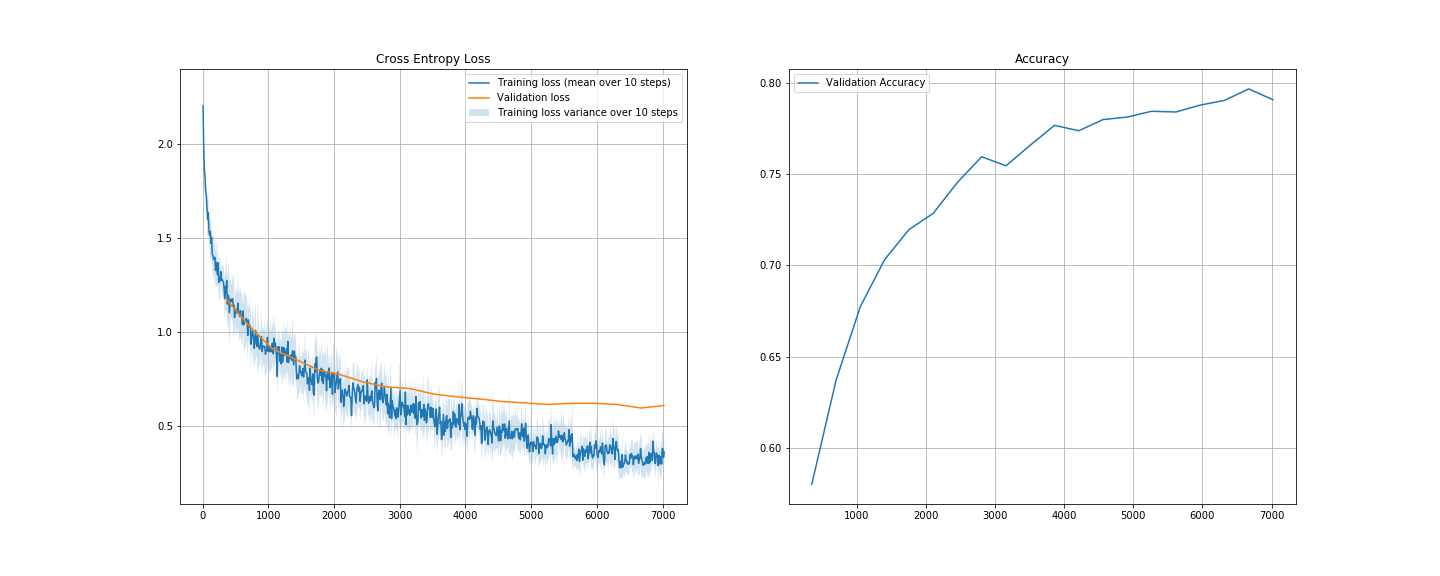 Cross Entropy Loss
Training loss (mean over 10 steps)
Validation loss
Training loss variance over 10 steps
2.0
1.5
1.0
0.5
0 1000 2000 3000 4000 5000 6000 7000
Accuracy
Validation Accuracy
0.80
0.75
0.70
0.65
0.60
1000 2000 3000 4000 5000 6000 7000